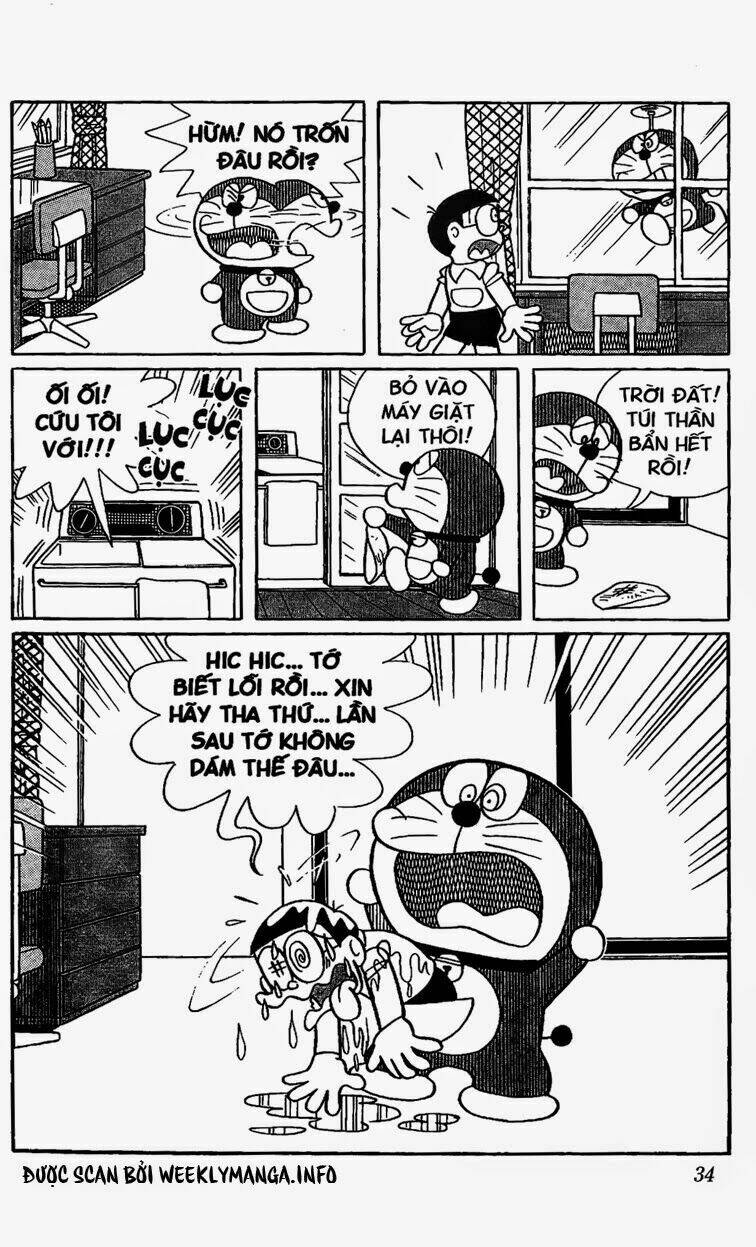 HỪM! NÓ TRỐN
ĐÂU RỒI?
TRỜI ĐẤT!
TÚI THẦN
BẨN HẾT
RỒI!
BỎ VÀO
MÁY GIẶT
LẠI THÔI!
ỐI ỐI!
CỨU TÔI
VỚI!!!
LỤC
CỤC
LỤC
CỤC
HIC HIC... TỚ
BIẾT LỐI RỒI... XIN
HÃY THA THỨ... LẦN
SAU TỚ KHÔNG
DÁM THẾ ĐÂU...
ĐƯỢC SCAN BỞI WEEKLYMANGA.INFO
34